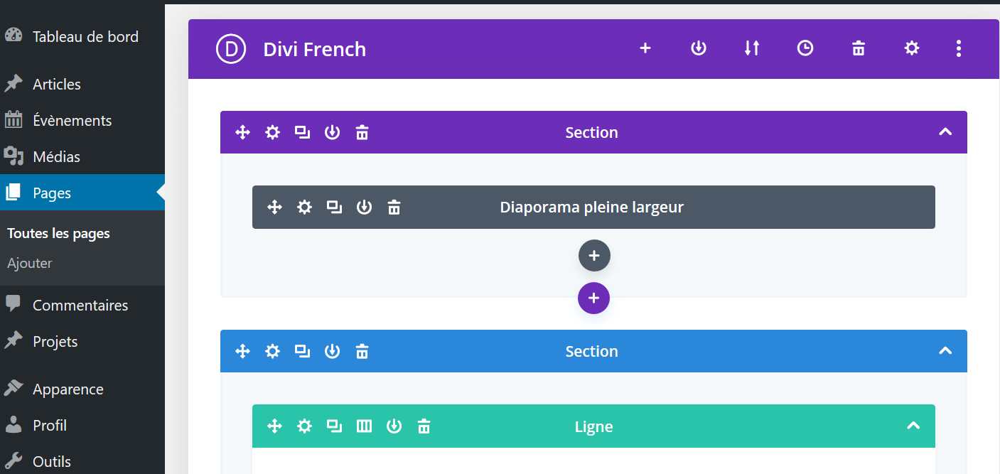 Tableau de bord
Articles
Évènements
Médias
Pages
Toutes les pages
Ajouter
Commentaires
Projets
Apparence
Profil
Outils
D Divi French
Section
Diaporama pleine largeur
Section
Ligne